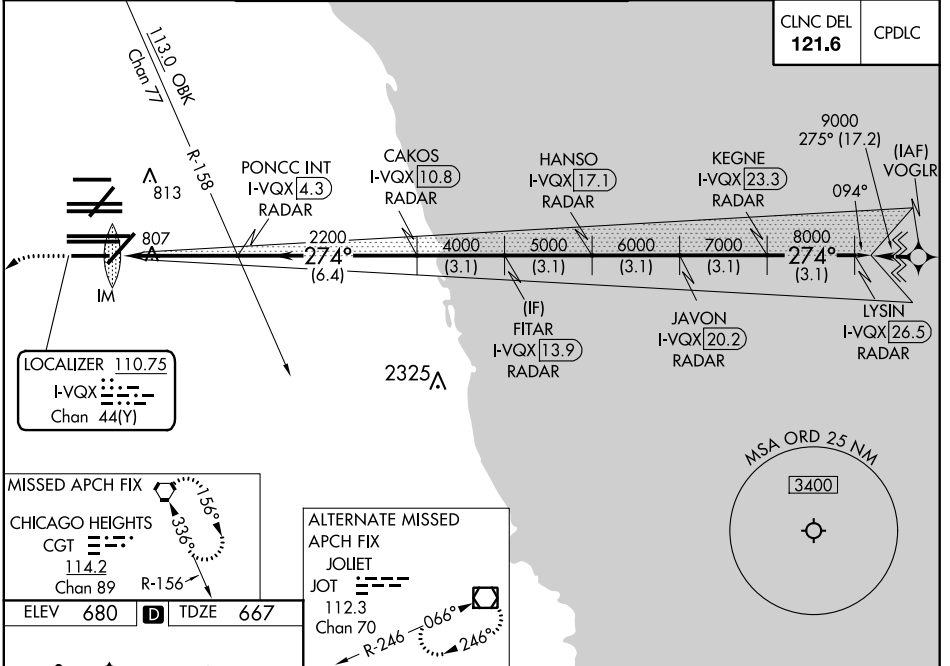 CLNC DEL
121.6
CPDLC
113.0 OBK
Chan 77
R-158
813
807
IM
PONCC INT
I-VQX 4.3
RADAR
CAKOS
I-VQX 10.8
RADAR
HANSO
I-VQX 17.1
RADAR
KEGNE
I-VQX 23.3
RADAR
9000
275° (17.2)
094°
(IAF)
VOGLR
2200
274°
(6.4)
4000
(3.1)
5000
(3.1)
6000
(3.1)
7000
(3.1)
8000
274°
(3.1)
(IF)
FITAR
I-VQX 13.9
RADAR
JAVON
I-VQX 20.2
RADAR
LYSIN
I-VQX 26.5
RADAR
2325
LOCALIZER 110.75
I-VQX
Chan 44(Y)
MSA ORD 25 NM
3400
MISSED APCH FIX
CHICAGO HEIGHTS
CGT
114.2
Chan 89
156°
336°
R-156
ALTERNATE MISSED
APCH FIX
JOLIET
JOT
112.3
Chan 70
R-246
066°
246°
ELEV 680
D
TDZE 667